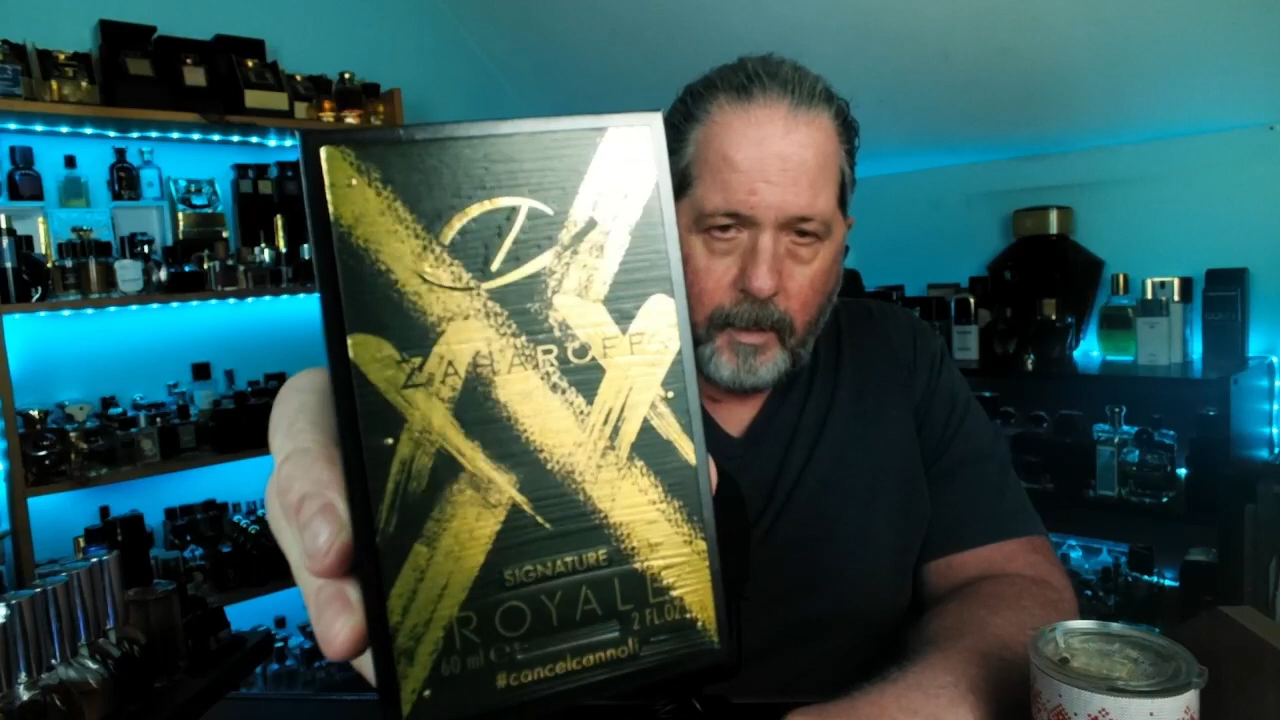 ZAHAROFF
SIGNATURE
ROYALE
2 FL.OZ
60 ml e
#cancelcannoli